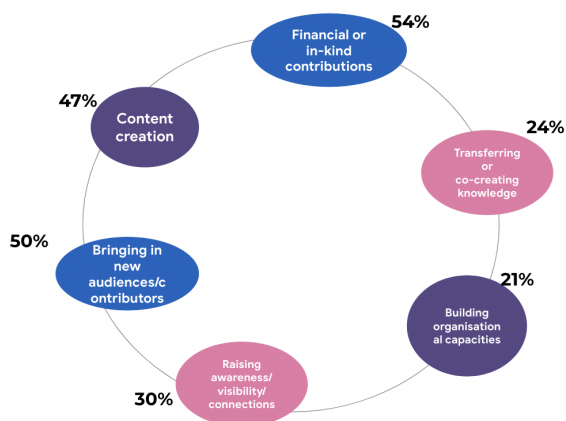 54%
Financial or
in-kind
contributions
24%
Transferring
or
co-creating
knowledge
21%
Building
organisation
al capacities
30%
Raising
awareness/
visibility/
connections
50%
Bringing in
new
audiences/c
ontributors
47%
Content
creation